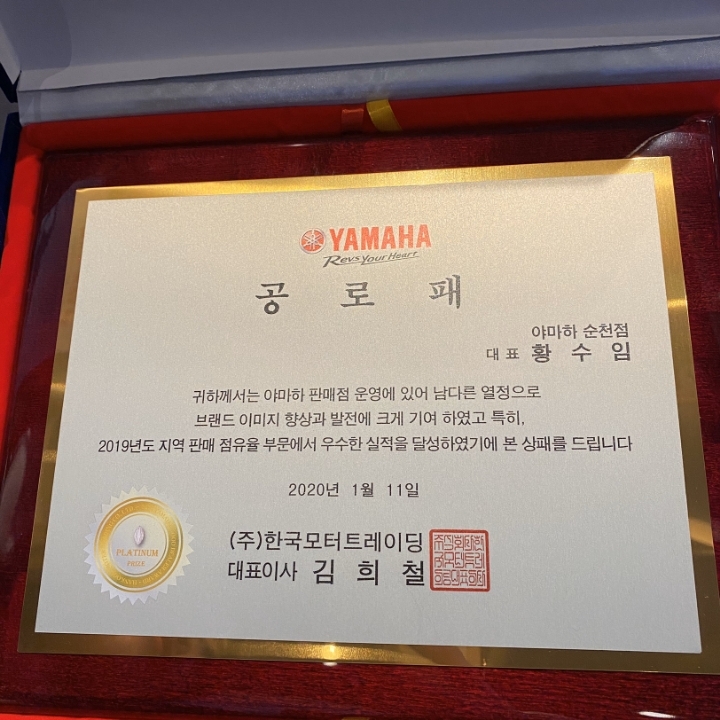 YAMAHA
Revs Your Heart
공 로 패
야마하 순천점
대표 황 수 임
귀하께서는 야마하 판매점 운영에 있어 남다른 열정으로
브랜드 이미지 향상과 발전에 크게 기여 하였고 특히,
2019년도 지역 판매 점유율 부문에서 우수한 실적을 달성하였기에 본 상패를 드립니다
2020년 1월 11일
(주)한국모터트레이딩
대표이사 김 희 철
PLATINUM
PRIZE